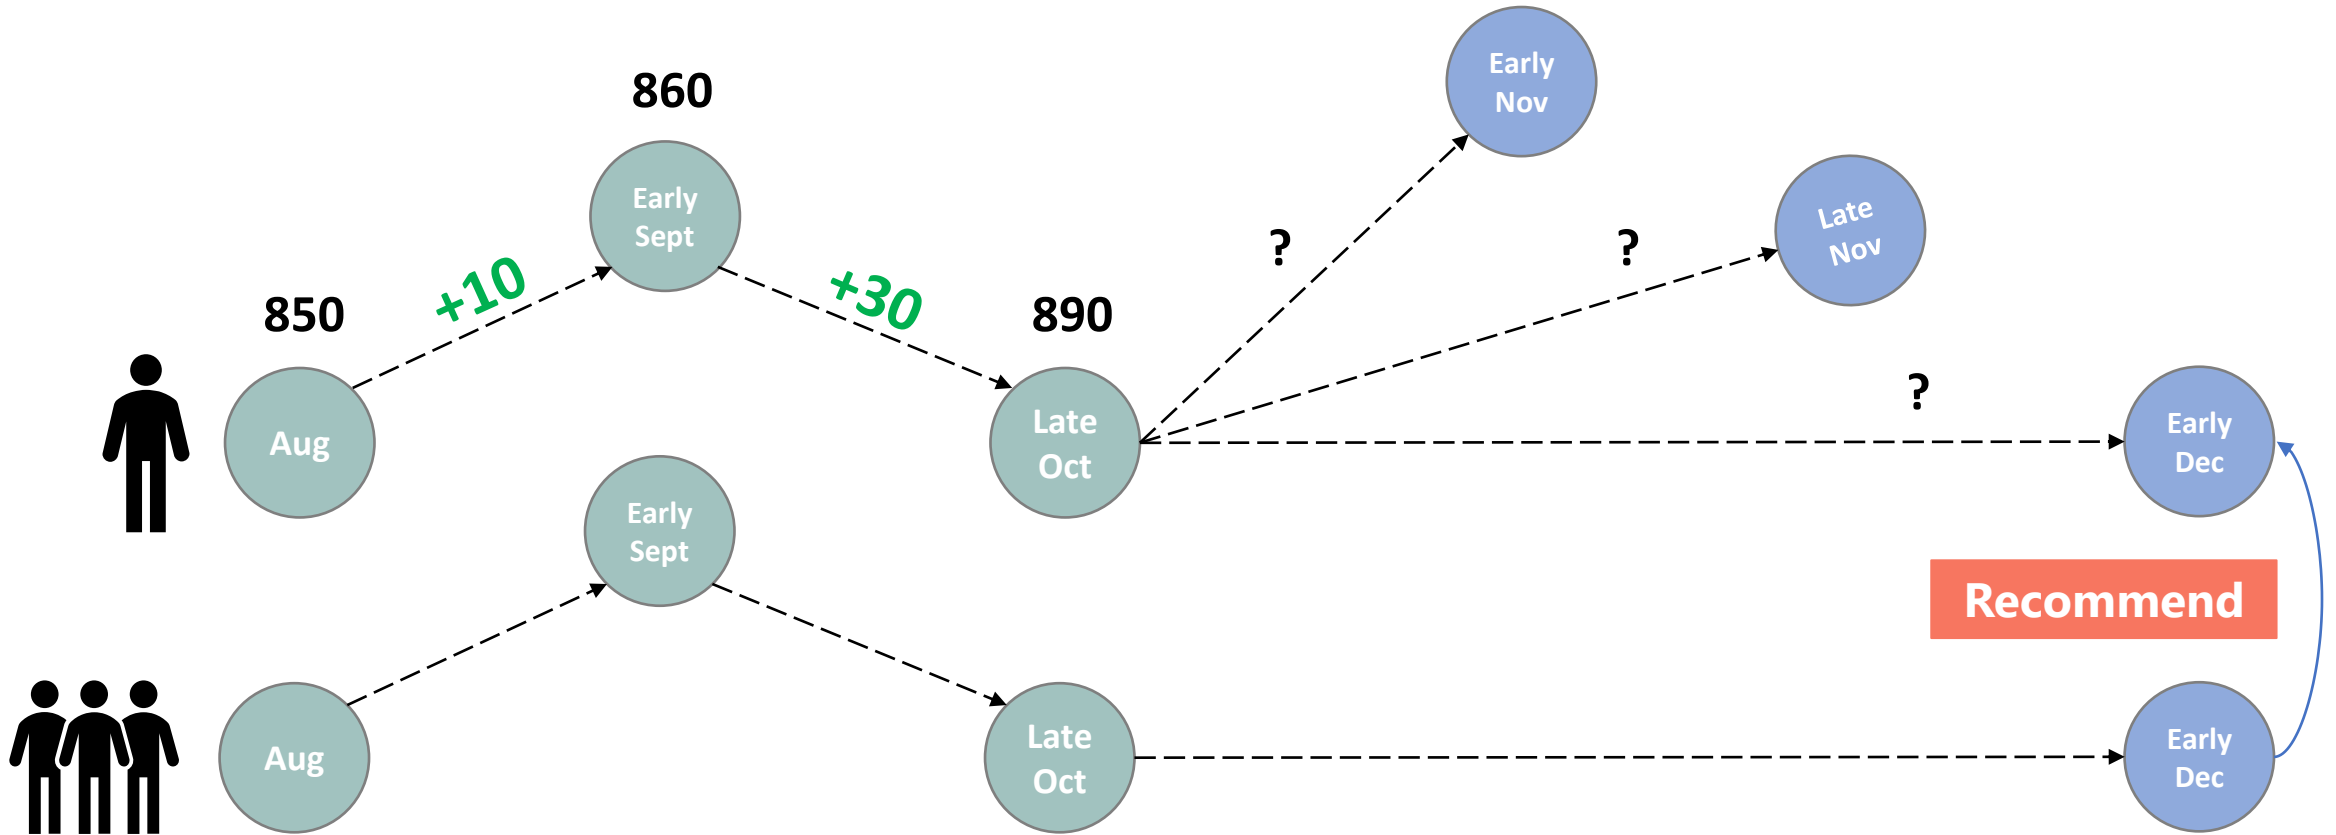 Early
Nov
860
Early
Sept
Late
Nov
?
?
+10
+30
850
890
?
Aug
Late
Oct
Early
Dec
Early
Sept
Recommend
Aug
Late
Oct
Early
Dec